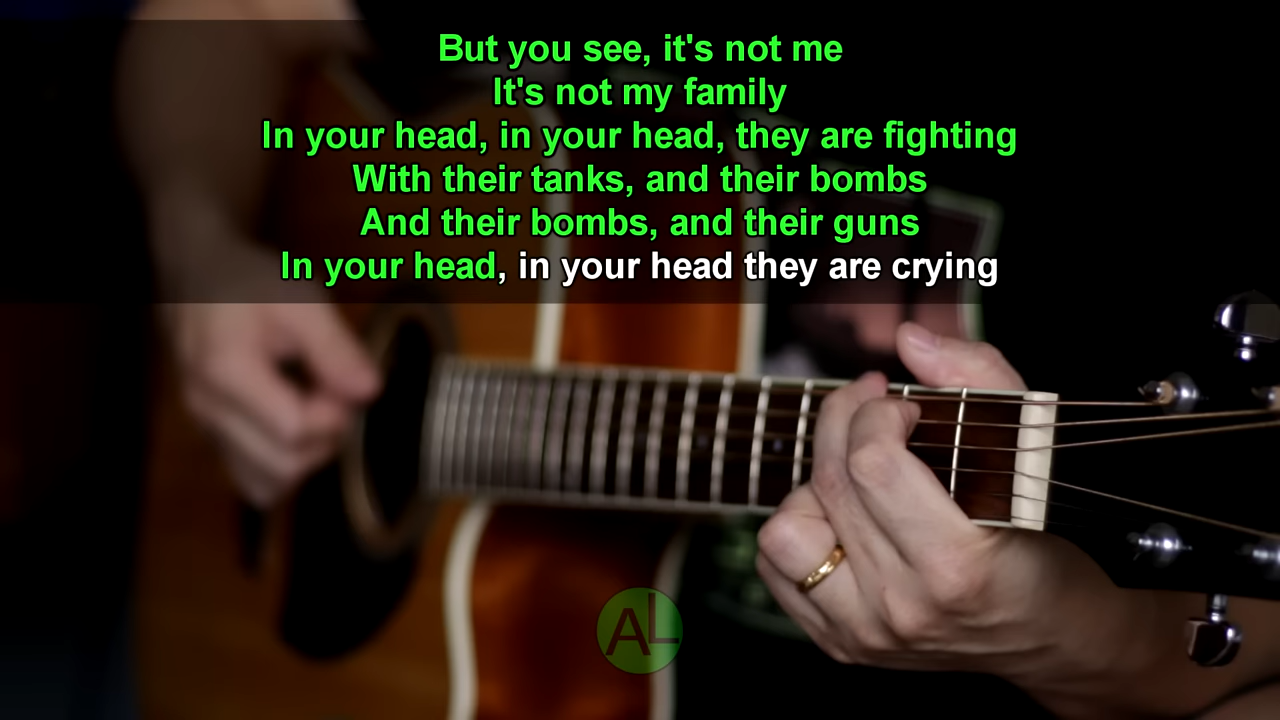 But you see, it's not me
It's not my family
In your head, in your head, they are fighting
With their tanks, and their bombs
And their bombs, and their guns
In your head, in your head they are crying
AL